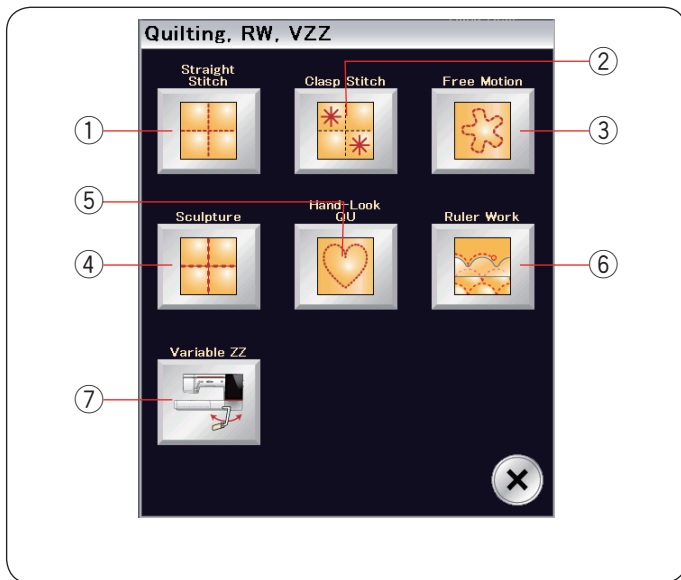 Quilting, RW, VZZ
②
Straight
Stitch
Clasp Stitch
Free Motion
①
③
⑤
Sculpture
Hand-Look
QU
Ruler Work
④
⑥
Variable ZZ
⑦